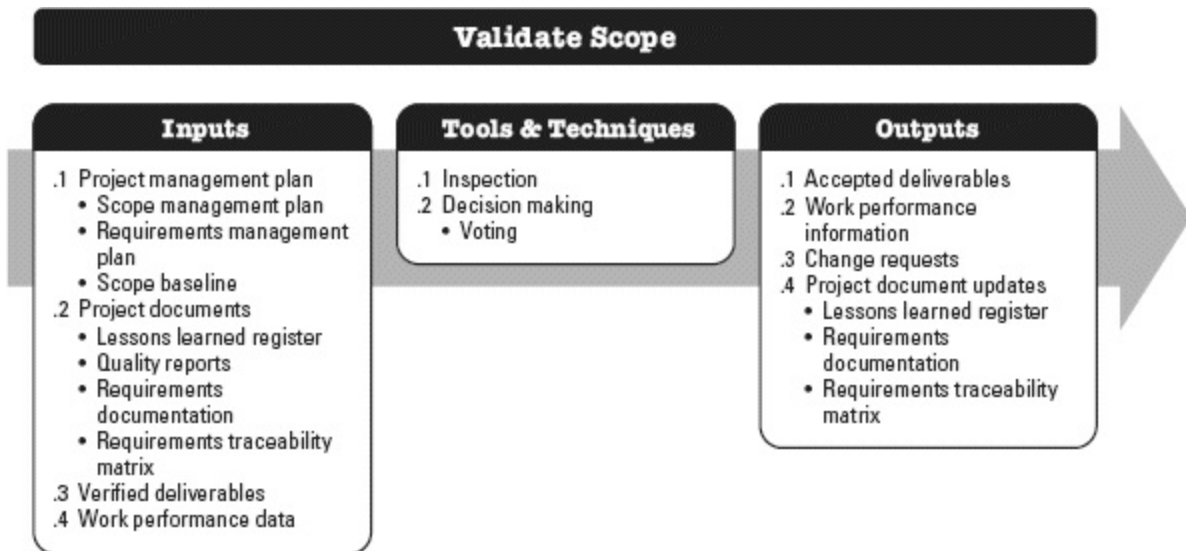 Validate Scope
Inputs
.1 Project management plan
• Scope management plan
• Requirements management
plan
• Scope baseline
.2 Project documents
• Lessons learned register
• Quality reports
• Requirements
documentation
• Requirements traceability
matrix
.3 Verified deliverables
.4 Work performance data
Tools & Techniques
.1 Inspection
.2 Decision making
• Voting
Outputs
.1 Accepted deliverables
.2 Work performance
information
.3 Change requests
.4 Project document updates
• Lessons learned register
• Requirements
documentation
• Requirements traceability
matrix